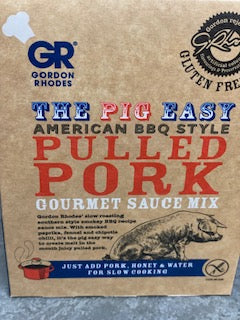 GR
GORDON
RHODES
GLUTEN FREE
THE PIG EASY
AMERICAN BBQ STYLE
PULLED
PORK
GOURMET SAUCE MIX
Gordon Rhodes' slow roasting
southern style smokey BBQ recipe
sauce mix. With smoked
paprika, fennel and chipotle
chilli, it's the pig easy way
to create melt in the
mouth juicy pulled pork.
JUST ADD PORK, HONEY & WATER
FOR SLOW COOKING